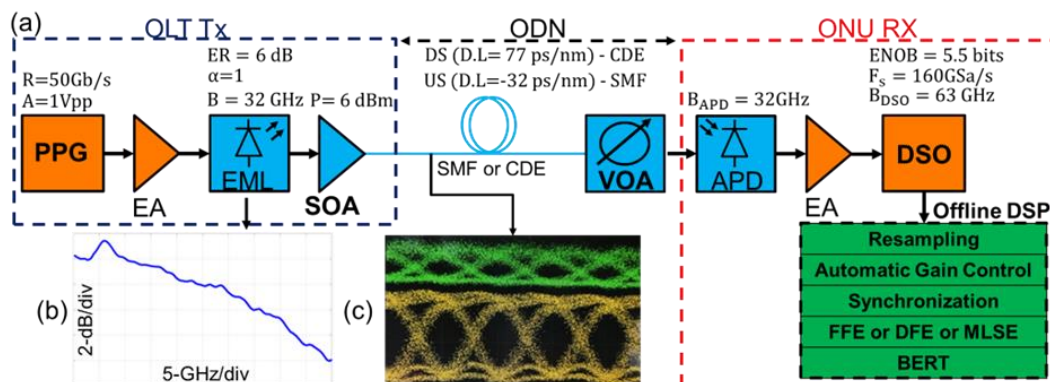 (a)
OLT Tx
ODN
ONU RX
ER = 6 dB
α=1
B = 32 GHz
P= 6 dBm
R=50Gb/s
A=1Vpp
DS (D.L= 77 ps/nm) - CDE
US (D.L=-32 ps/nm) - SMF
B_APD = 32GHz
ENOB = 5.5 bits
F_s = 160GSa/s
B_DSO = 63 GHz
PPG
EA
EML
SOA
SMF or CDE
VOA
APD
EA
DSO
Offline DSP
Resampling
Automatic Gain Control
Synchronization
FFE or DFE or MLSE
BERT
(b)
2-dB/div
5-GHz/div
(c)